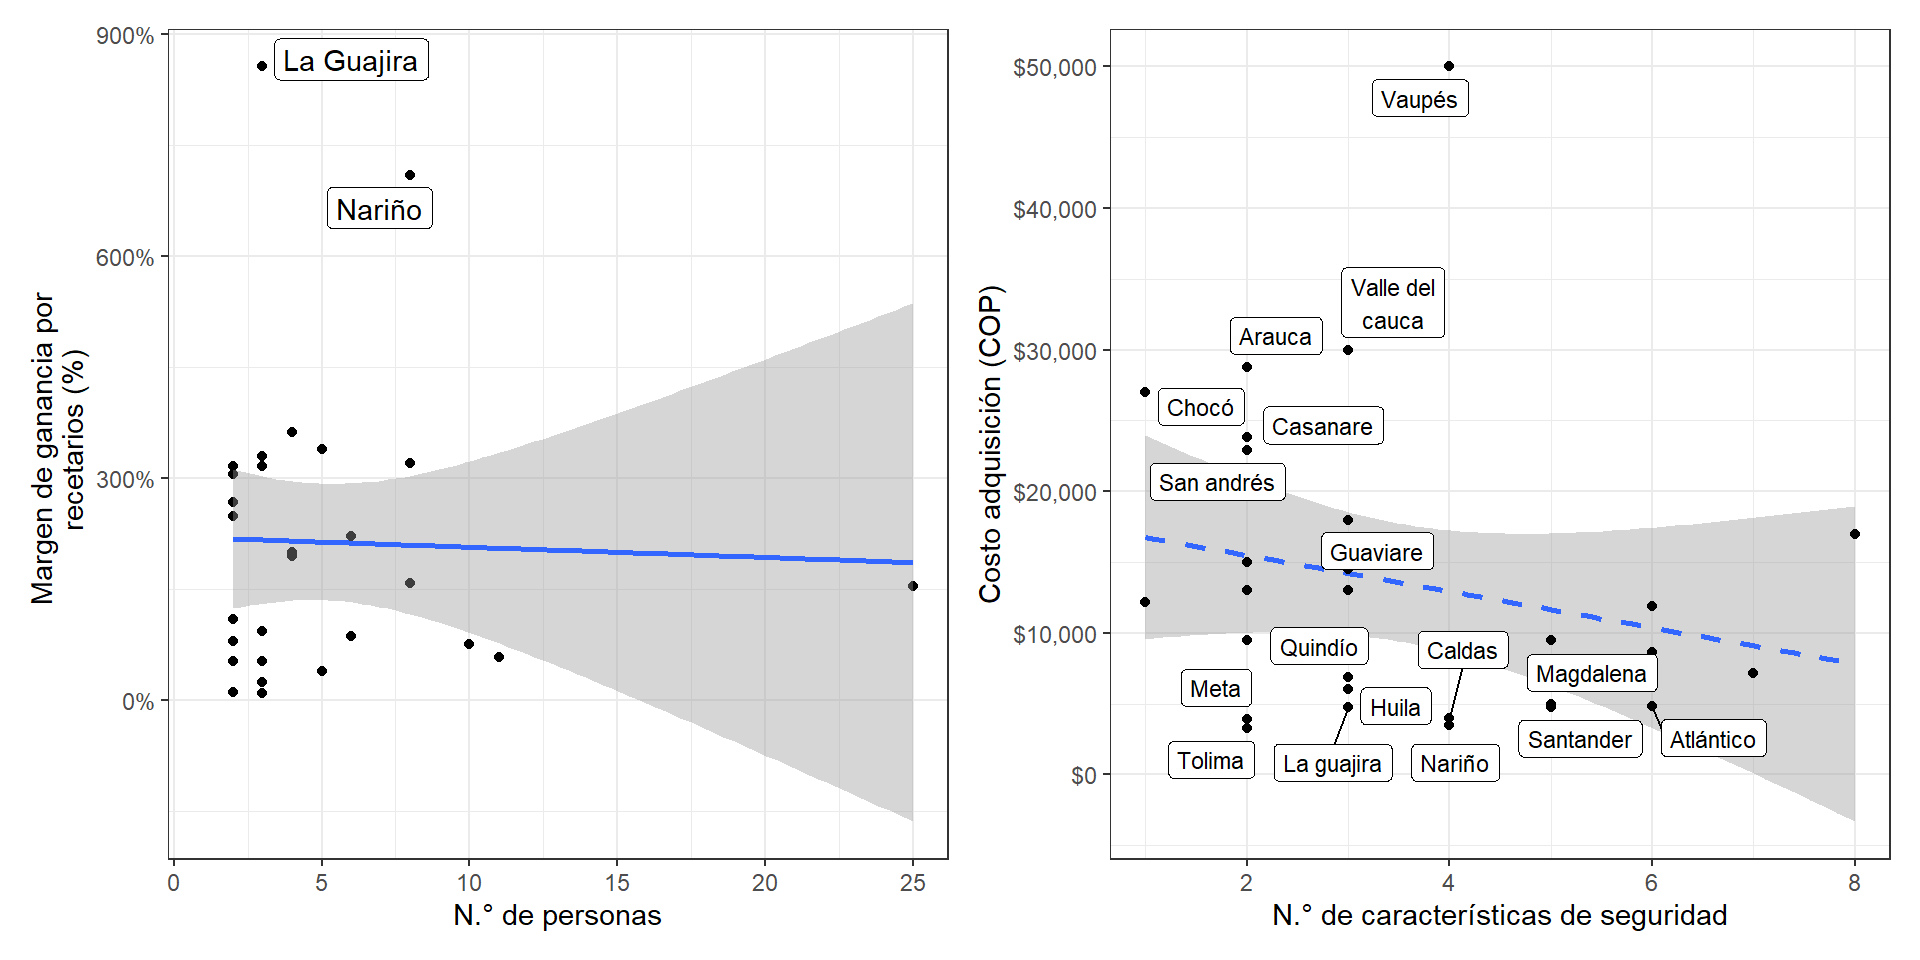 900%
600%
300%
0%
Margen de ganancia por
recetarios (%)
La Guajira
Nariño
0
5
10
15
20
25
N.° de personas
$50,000
$40,000
$30,000
$20,000
$10,000
$0
Costo adquisición (COP)
Vaupés
Valle del
cauca
Arauca
Chocó
Casanare
San andrés
Guaviare
Quindío
Caldas
Magdalena
Meta
Huila
Santander
Atlántico
Tolima
La guajira
Nariño
2
4
6
8
N.° de características de seguridad